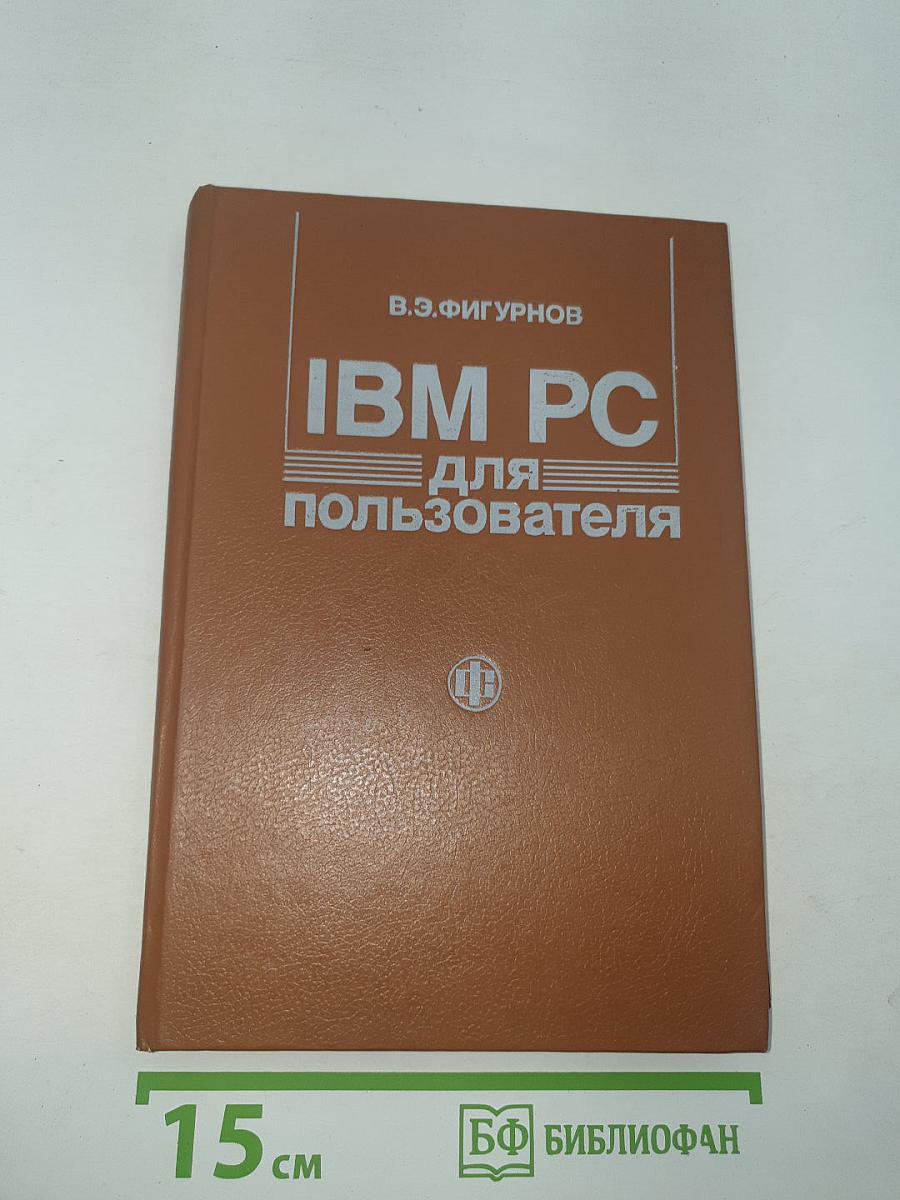 В.Э.ФИГУРНОВ
IBM PC
для
пользователя
15 см
БФ БИБЛИОФАН